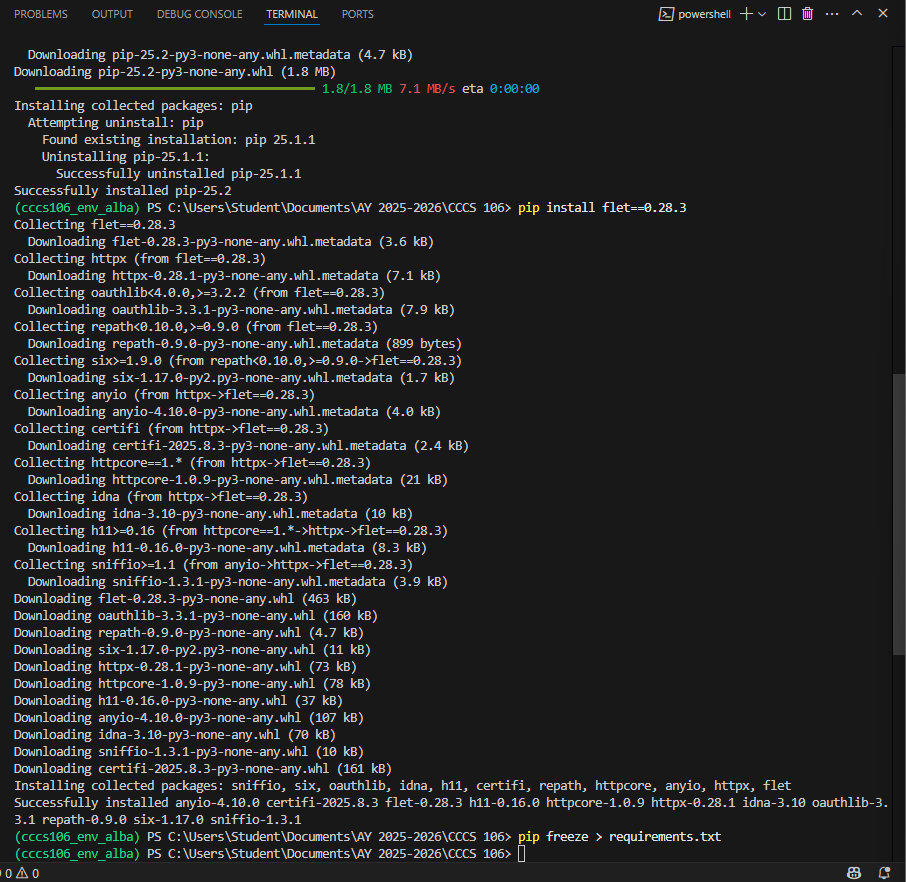 PROBLEMS OUTPUT DEBUG CONSOLE TERMINAL PORTS powershell
Downloading pip-25.2-py3-none-any.whl.metadata (4.7 kB)
Downloading pip-25.2-py3-none-any.whl (1.8 MB)
1.8/1.8 MB 7.1 MB/s eta 0:00:00
Installing collected packages: pip
Attempting uninstall: pip
Found existing installation: pip 25.1.1
Uninstalling pip-25.1.1:
Successfully uninstalled pip-25.1.1
Successfully installed pip-25.2
(cccs106_env_alba) PS C:\Users\Student\Documents\AY 2025-2026\CCCS 106> pip install flet==0.28.3
Collecting flet==0.28.3
Downloading flet-0.28.3-py3-none-any.whl.metadata (3.6 kB)
Collecting httpx (from flet==0.28.3)
Downloading httpx-0.28.1-py3-none-any.whl.metadata (7.1 kB)
Collecting oauthlib<4.0.0,>=3.2.2 (from flet==0.28.3)
Downloading oauthlib-3.3.1-py3-none-any.whl.metadata (7.9 kB)
Collecting repath<0.10.0,>=0.9.0 (from flet==0.28.3)
Downloading repath-0.9.0-py3-none-any.whl.metadata (899 bytes)
Collecting six>=1.9.0 (from repath<0.10.0,>=0.9.0->flet==0.28.3)
Downloading six-1.17.0-py2.py3-none-any.whl.metadata (1.7 kB)
Collecting anyio (from httpx->flet==0.28.3)
Downloading anyio-4.10.0-py3-none-any.whl.metadata (4.0 kB)
Collecting certifi (from httpx->flet==0.28.3)
Downloading certifi-2025.8.3-py3-none-any.whl.metadata (2.4 kB)
Collecting httpcore==1.* (from httpx->flet==0.28.3)
Downloading httpcore-1.0.9-py3-none-any.whl.metadata (21 kB)
Collecting idna (from httpx->flet==0.28.3)
Downloading idna-3.10-py3-none-any.whl.metadata (10 kB)
Collecting h11>=0.16 (from httpcore==1.*->httpx->flet==0.28.3)
Downloading h11-0.16.0-py3-none-any.whl.metadata (8.3 kB)
Collecting sniffio>=1.1 (from anyio->httpx->flet==0.28.3)
Downloading sniffio-1.3.1-py3-none-any.whl.metadata (3.9 kB)
Downloading flet-0.28.3-py3-none-any.whl (463 kB)
Downloading oauthlib-3.3.1-py3-none-any.whl (160 kB)
Downloading repath-0.9.0-py3-none-any.whl (4.7 kB)
Downloading six-1.17.0-py2.py3-none-any.whl (11 kB)
Downloading httpx-0.28.1-py3-none-any.whl (73 kB)
Downloading httpcore-1.0.9-py3-none-any.whl (78 kB)
Downloading h11-0.16.0-py3-none-any.whl (37 kB)
Downloading anyio-4.10.0-py3-none-any.whl (107 kB)
Downloading idna-3.10-py3-none-any.whl (70 kB)
Downloading sniffio-1.3.1-py3-none-any.whl (10 kB)
Downloading certifi-2025.8.3-py3-none-any.whl (161 kB)
Installing collected packages: sniffio, six, oauthlib, idna, h11, certifi, repath, httpcore, anyio, httpx, flet
Successfully installed anyio-4.10.0 certifi-2025.8.3 flet-0.28.3 h11-0.16.0 httpcore-1.0.9 httpx-0.28.1 idna-3.10 oauthlib-3.
3.1 repath-0.9.0 six-1.17.0 sniffio-1.3.1
(cccs106_env_alba) PS C:\Users\Student\Documents\AY 2025-2026\CCCS 106> pip freeze > requirements.txt
(cccs106_env_alba) PS C:\Users\Student\Documents\AY 2025-2026\CCCS 106>
0 0